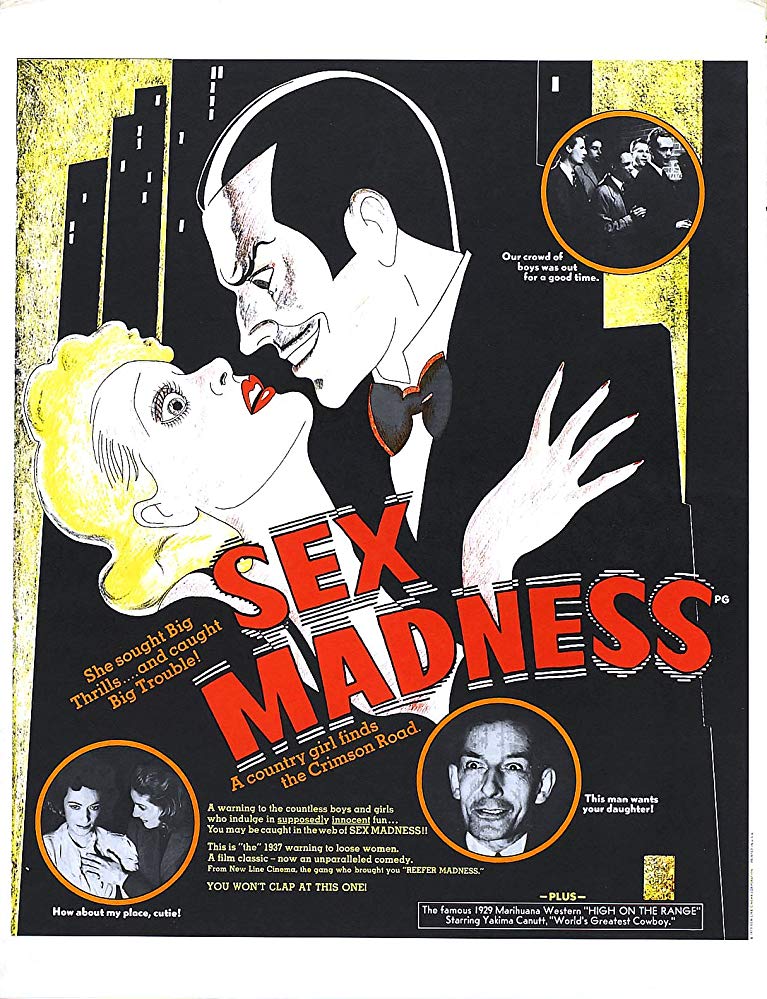 Our crowd of
boys was out
for a good time.
SEX
MADNESS PG
She sought Big
Thrills....and caught
Big Trouble!
A country girl finds
the Crimson Road.
This man wants
your daughter!
A warning to the countless boys and girls
who indulge in supposedly innocent fun...
You may be caught in the web of SEX MADNESS!!
This is "the" 1937 warning to loose women.
A film classic – now an unparalleled comedy.
From New Line Cinema, the gang who brought you "REEFER MADNESS."
YOU WON'T CLAP AT THIS ONE!
How about my place, cutie!
–PLUS–
The famous 1929 Marihuana Western "HIGH ON THE RANGE"
Starring Yakima Canutt, "World's Greatest Cowboy."